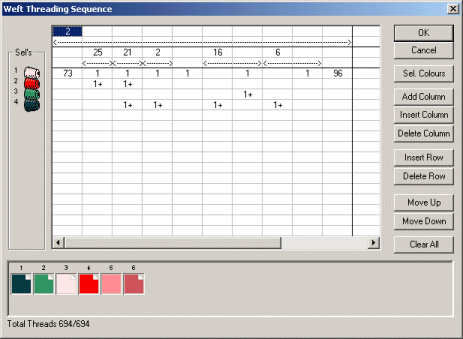 Weft Threading Sequence
2
OK
Sel's
25 21 2 16 6
Cancel
1
73 1 1 1 1 1 1 96
Sel. Colours
2
1+ 1+
3
1+
Add Column
4
1+ 1+ 1+ 1+
Insert Column
Delete Column
Insert Row
Delete Row
Move Up
Move Down
Clear All
1 2 3 4 5 6
Total Threads 694/694